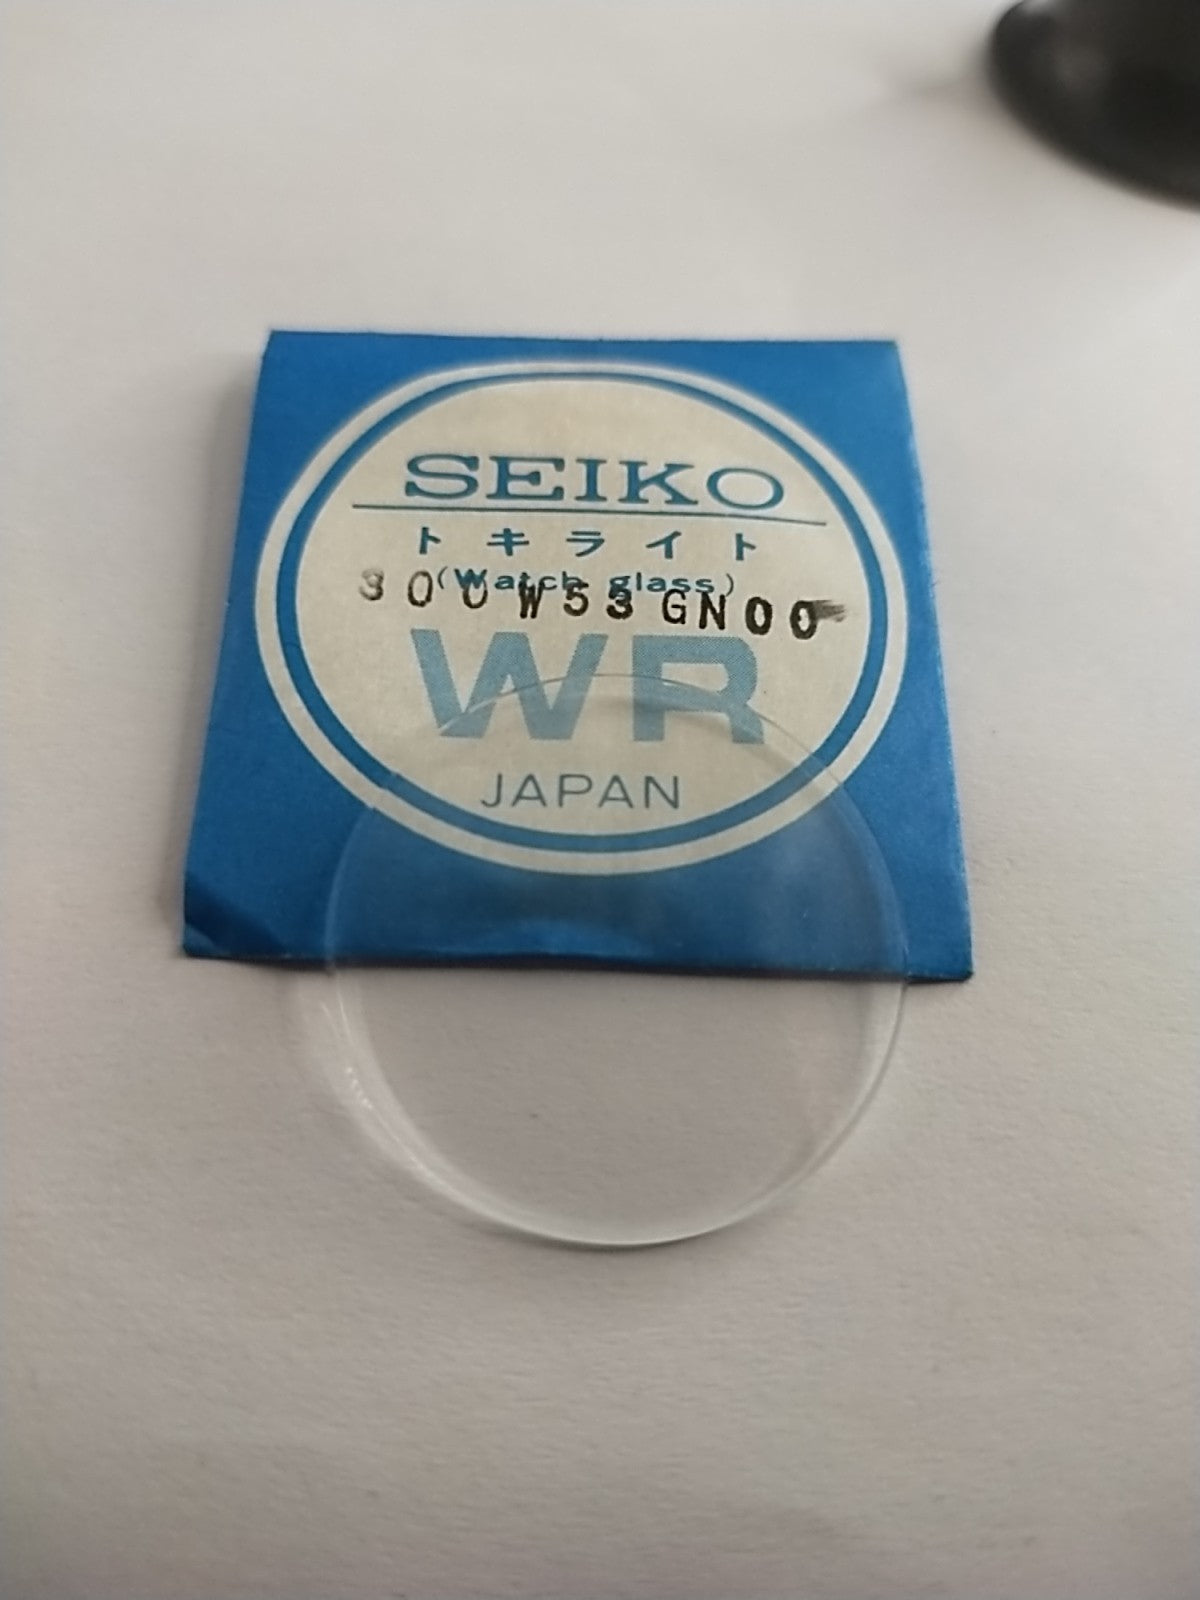 SEIKO
トキライト
(Watch glass)
300W53GN00
WR
JAPAN